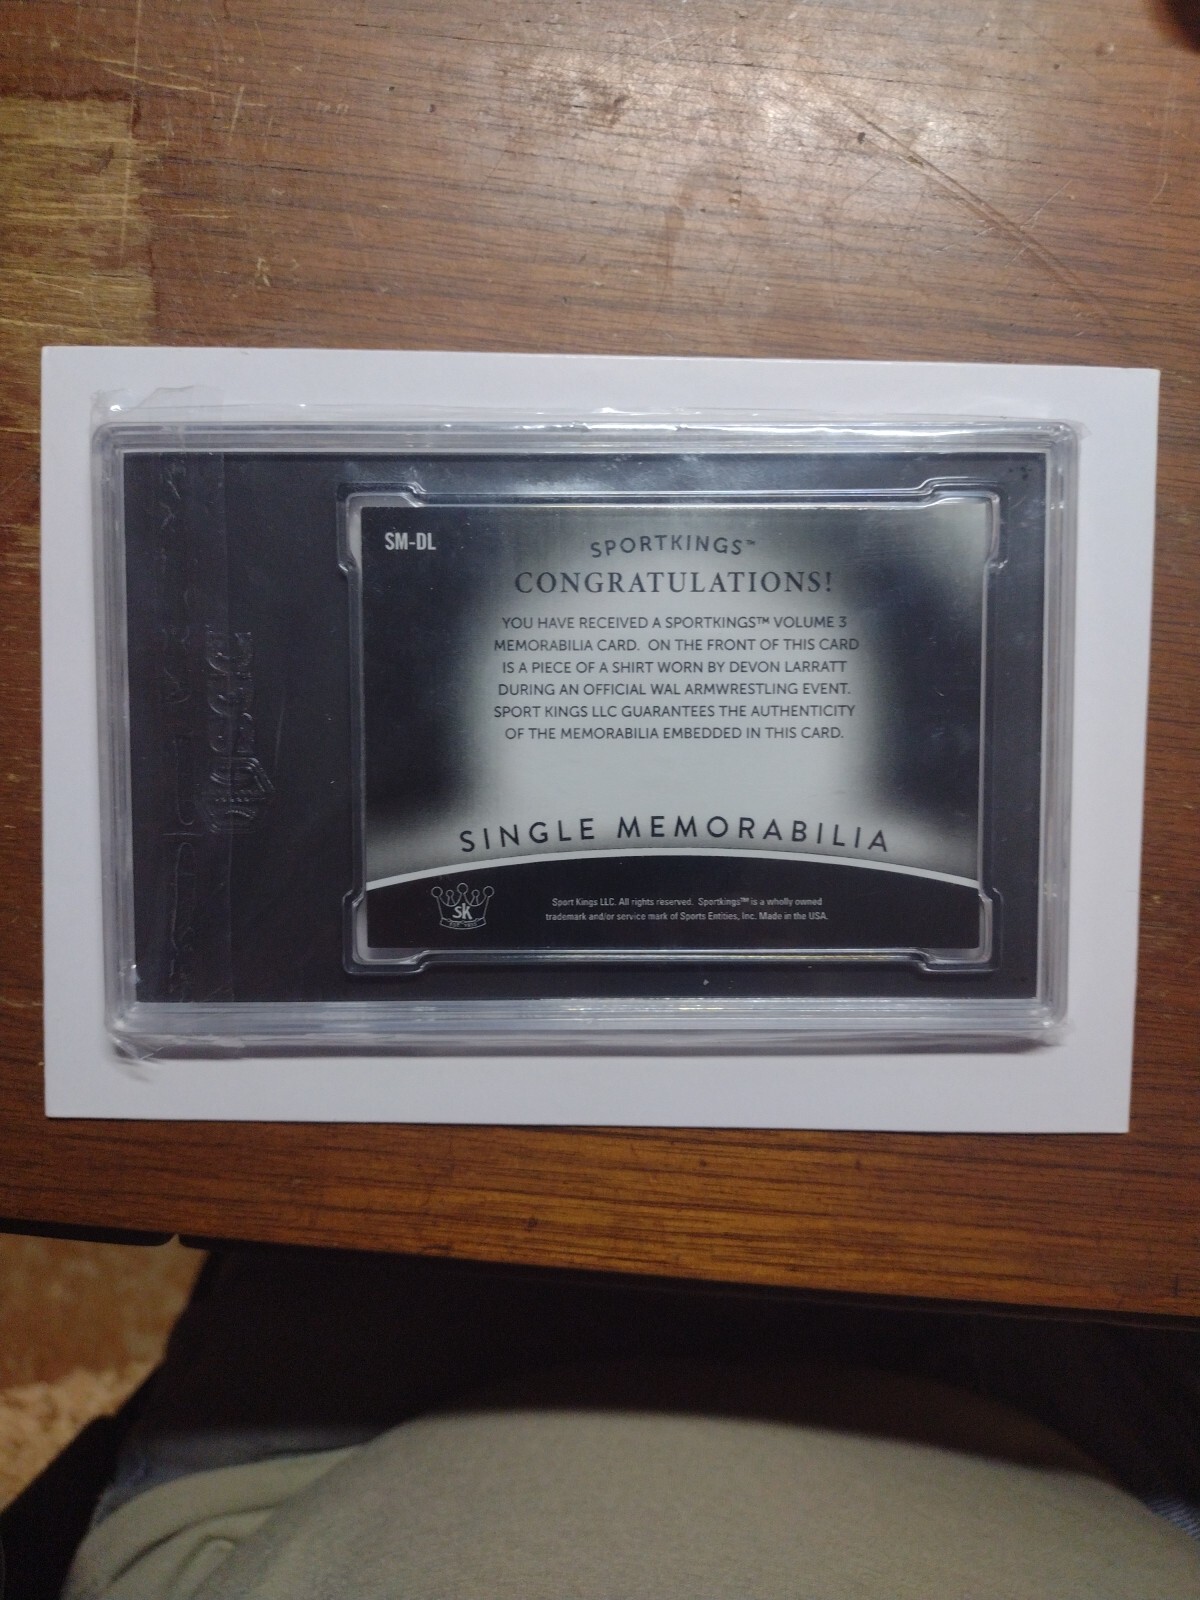 SM-DL
SPORTKINGS™
CONGRATULATIONS!
YOU HAVE RECEIVED A SPORTKINGS™ VOLUME 3
MEMORABILIA CARD. ON THE FRONT OF THIS CARD
IS A PIECE OF A SHIRT WORN BY DEVON LARRATT
DURING AN OFFICIAL WAL ARMWRESTLING EVENT.
SPORT KINGS LLC GUARANTEES THE AUTHENTICITY
OF THE MEMORABILIA EMBEDDED IN THIS CARD.
SINGLE MEMORABILIA
SK
Sport Kings LLC. All rights reserved. Sportkings™ is a wholly owned
trademark and/or service mark of Sports Entities, Inc. Made in the USA.